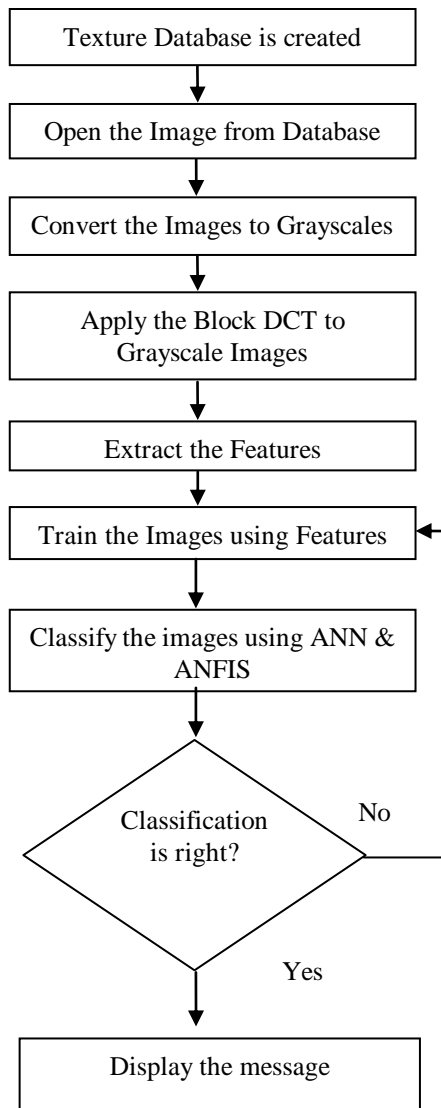 Texture Database is created
Open the Image from Database
Convert the Images to Grayscales
Apply the Block DCT to
Grayscale Images
Extract the Features
Train the Images using Features
Classify the images using ANN &
ANFIS
Classification
is right?
No
Yes
Display the message